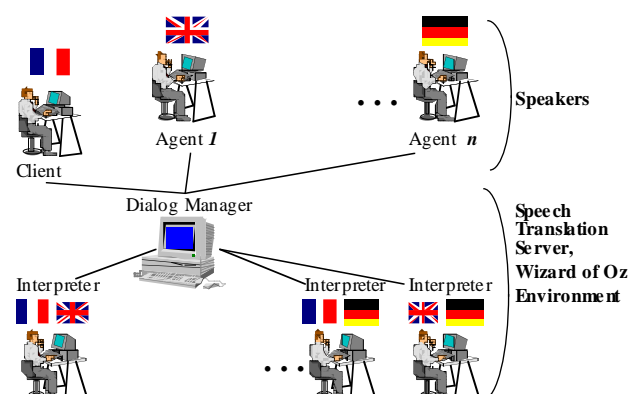 Speakers
Agent 1
• • •
Agent n
Client
Dialog Manager
Speech
Translation
Server,
Wizard of Oz
Environment
Interpreter
Interpreter
Interpreter
• • •